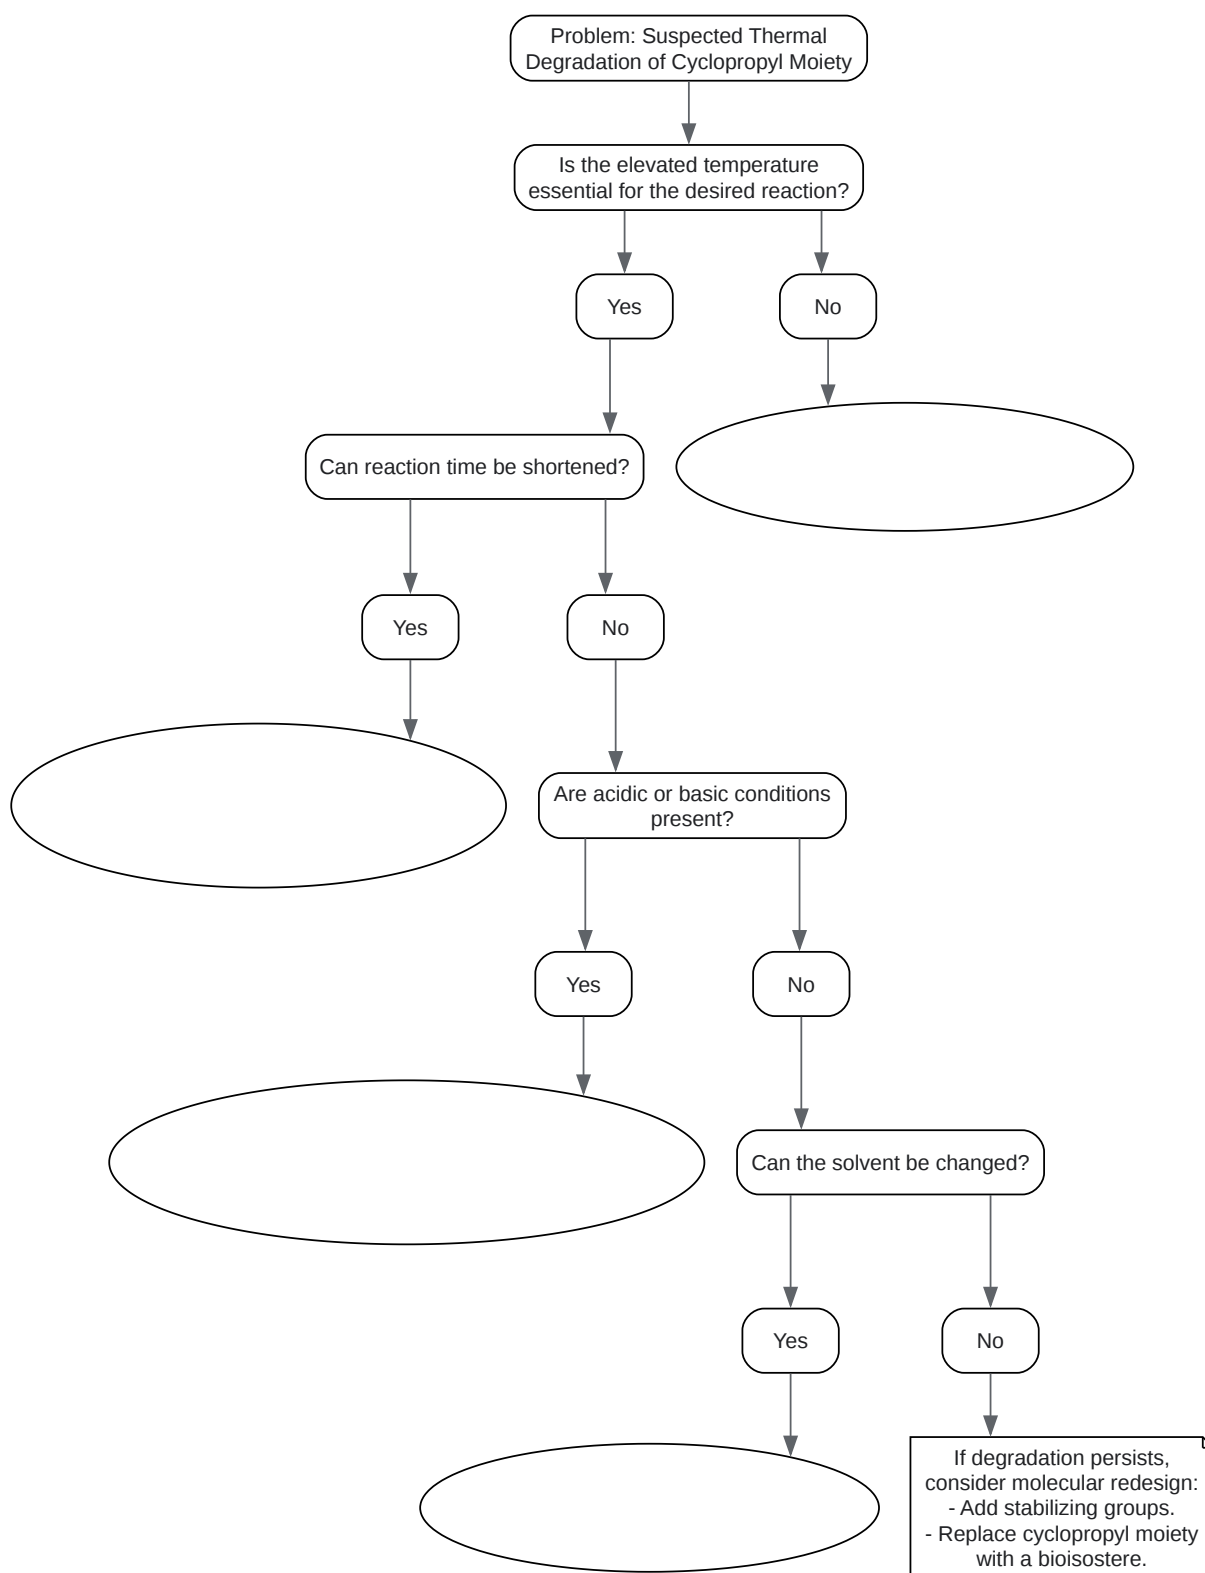 Problem: Suspected Thermal
Degradation of Cyclopropyl Moiety
Is the elevated temperature
essential for the desired reaction?
Yes
No
Can reaction time be shortened?
Yes
No
Are acidic or basic conditions
present?
Yes
No
Can the solvent be changed?
Yes
No
If degradation persists,
consider molecular redesign:
- Add stabilizing groups.
- Replace cyclopropyl moiety
with a bioisostere.